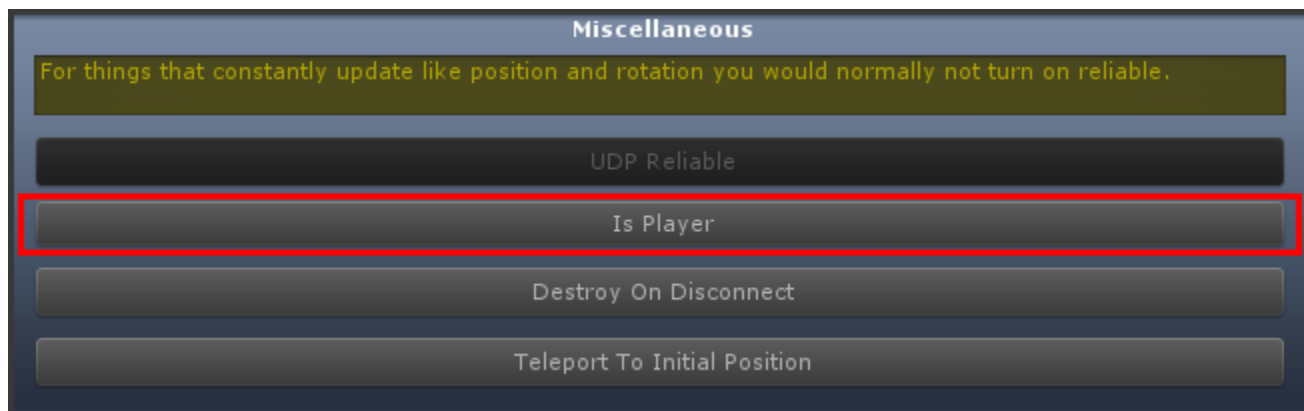 Miscellaneous
For things that constantly update like position and rotation you would normally not turn on reliable.
UDP Reliable
Is Player
Destroy On Disconnect
Teleport To Initial Position